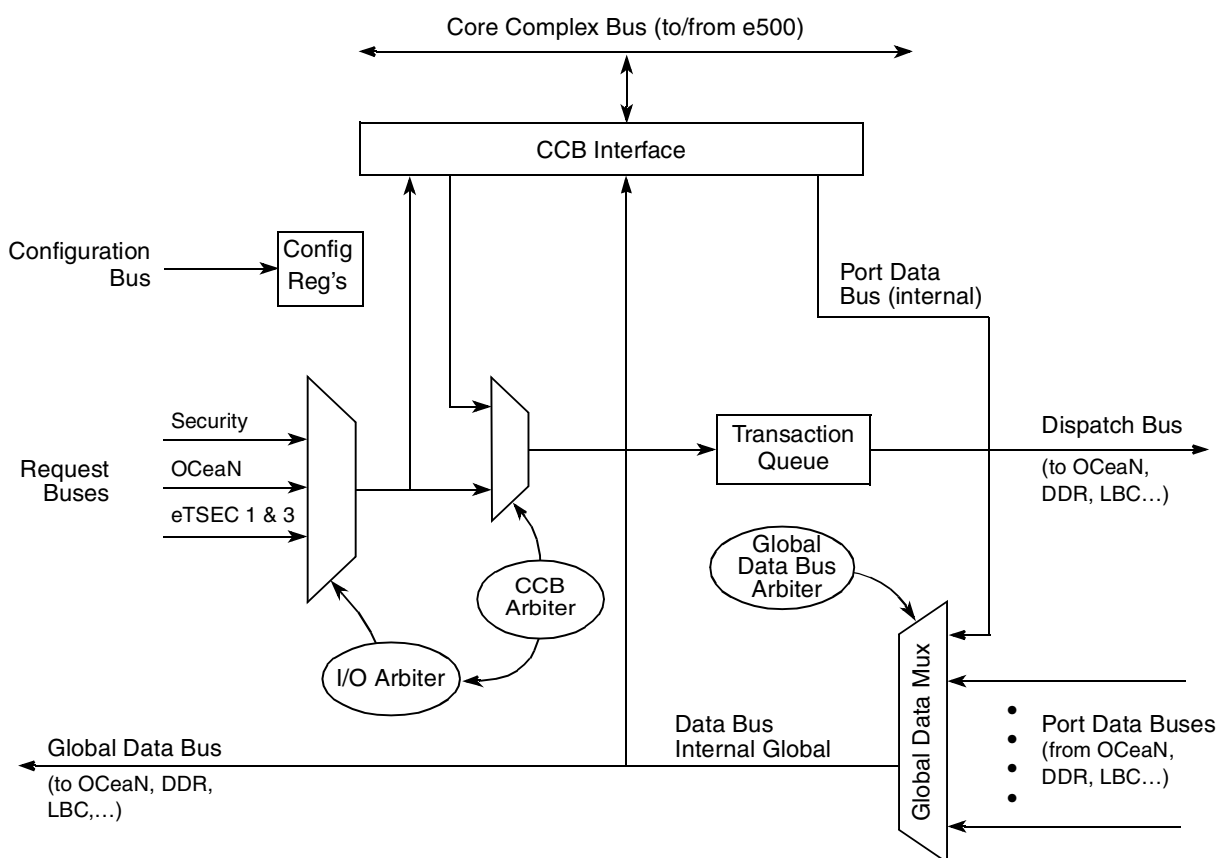 Core Complex Bus (to/from e500)
CCB Interface
Configuration
Bus
Config
Reg's
Port Data
Bus (internal)
Security
Request
Buses
OCeaN
eTSEC 1 & 3
Transaction
Queue
Dispatch Bus
(to OCeaN,
DDR, LBC…)
Global
Data Bus
Arbiter
CCB
Arbiter
I/O Arbiter
Global Data Mux
Data Bus
Internal Global
Port Data Buses
(from OCeaN,
DDR, LBC…)
Global Data Bus
(to OCeaN, DDR,
LBC,…)